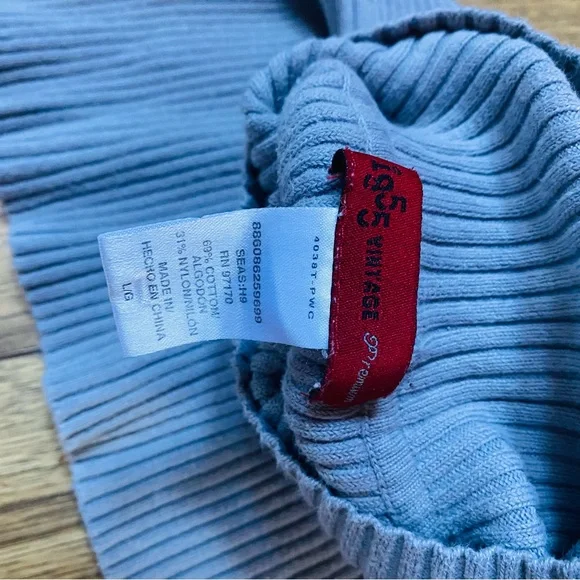 1955 VINTAGE
Premium
4038T-PWC
886086259699
RN 97170
SEAS:H9
69% COTTON
ALGODON
31% NYLON/NILON
MADE IN
HECHO EN CHINA
L/G